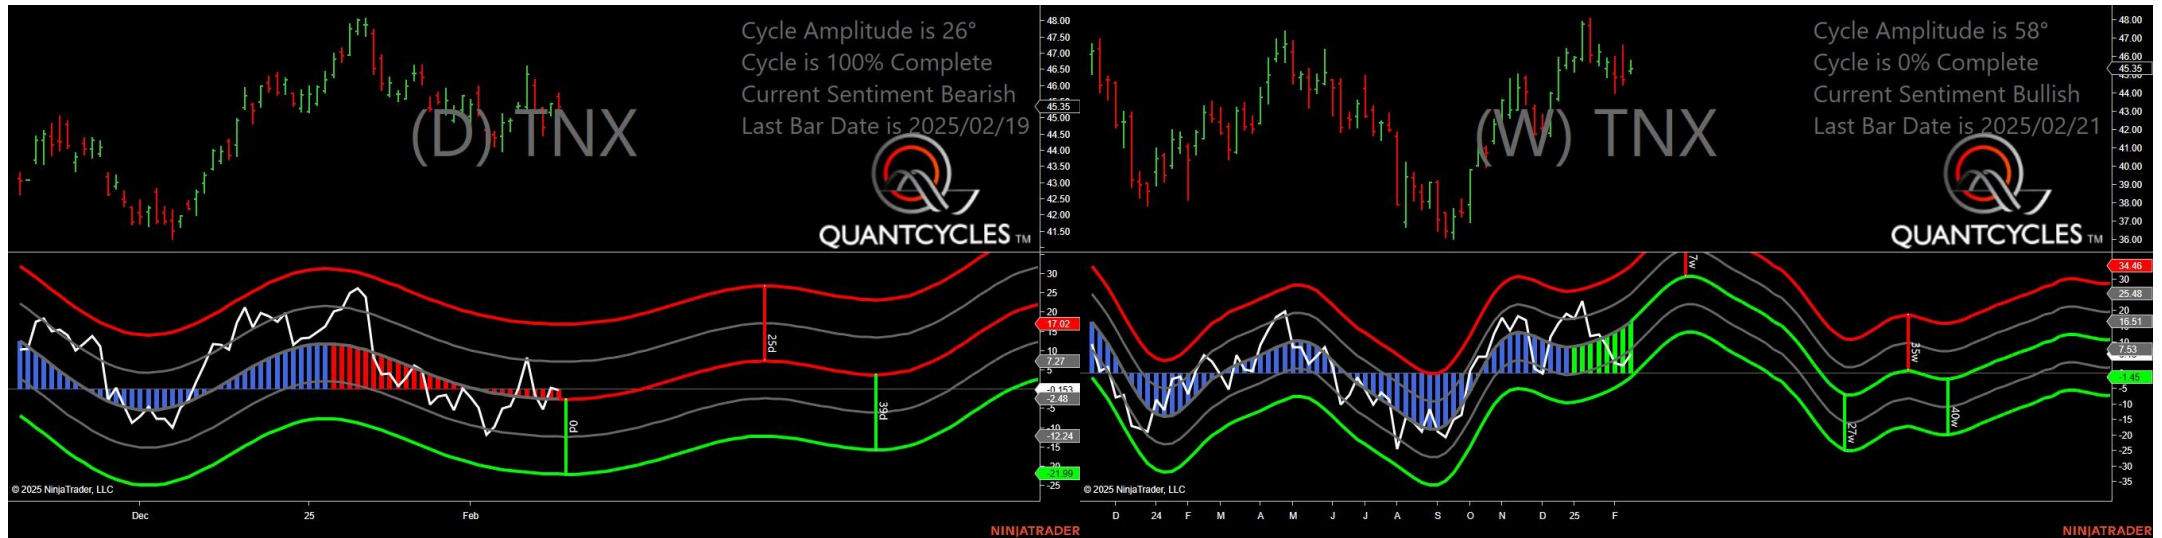 Cycle Amplitude is 26°
Cycle is 100% Complete
Current Sentiment Bearish
Last Bar Date is 2025/02/19
(D) TNX
QUANTCYCLES TM
48.00
47.50
47.00
46.50
46.00
45.35
45.00
44.50
44.00
43.50
43.00
42.50
42.00
41.50
30
25
20
17.02
15
10
7.27
5
-0.153
-2.48
-5
-10
-12.24
-15
-21.99
-25
25d
0d
39d
© 2025 NinjaTrader, LLC
Dec
25
Feb
NINJATRADER
Cycle Amplitude is 58°
Cycle is 0% Complete
Current Sentiment Bullish
Last Bar Date is 2025/02/21
(W) TNX
QUANTCYCLES TM
48.00
47.00
46.00
45.35
44.00
43.00
42.00
41.00
40.00
39.00
38.00
37.00
36.00
34.46
30
25.48
20
16.51
10
7.53
-1.45
-5
-10
-15
-20
-25
-30
-35
7w
35w
27w
40w
© 2025 NinjaTrader, LLC
D
24
F
M
A
M
J
J
A
S
O
N
D
25
F
NINJATRADER